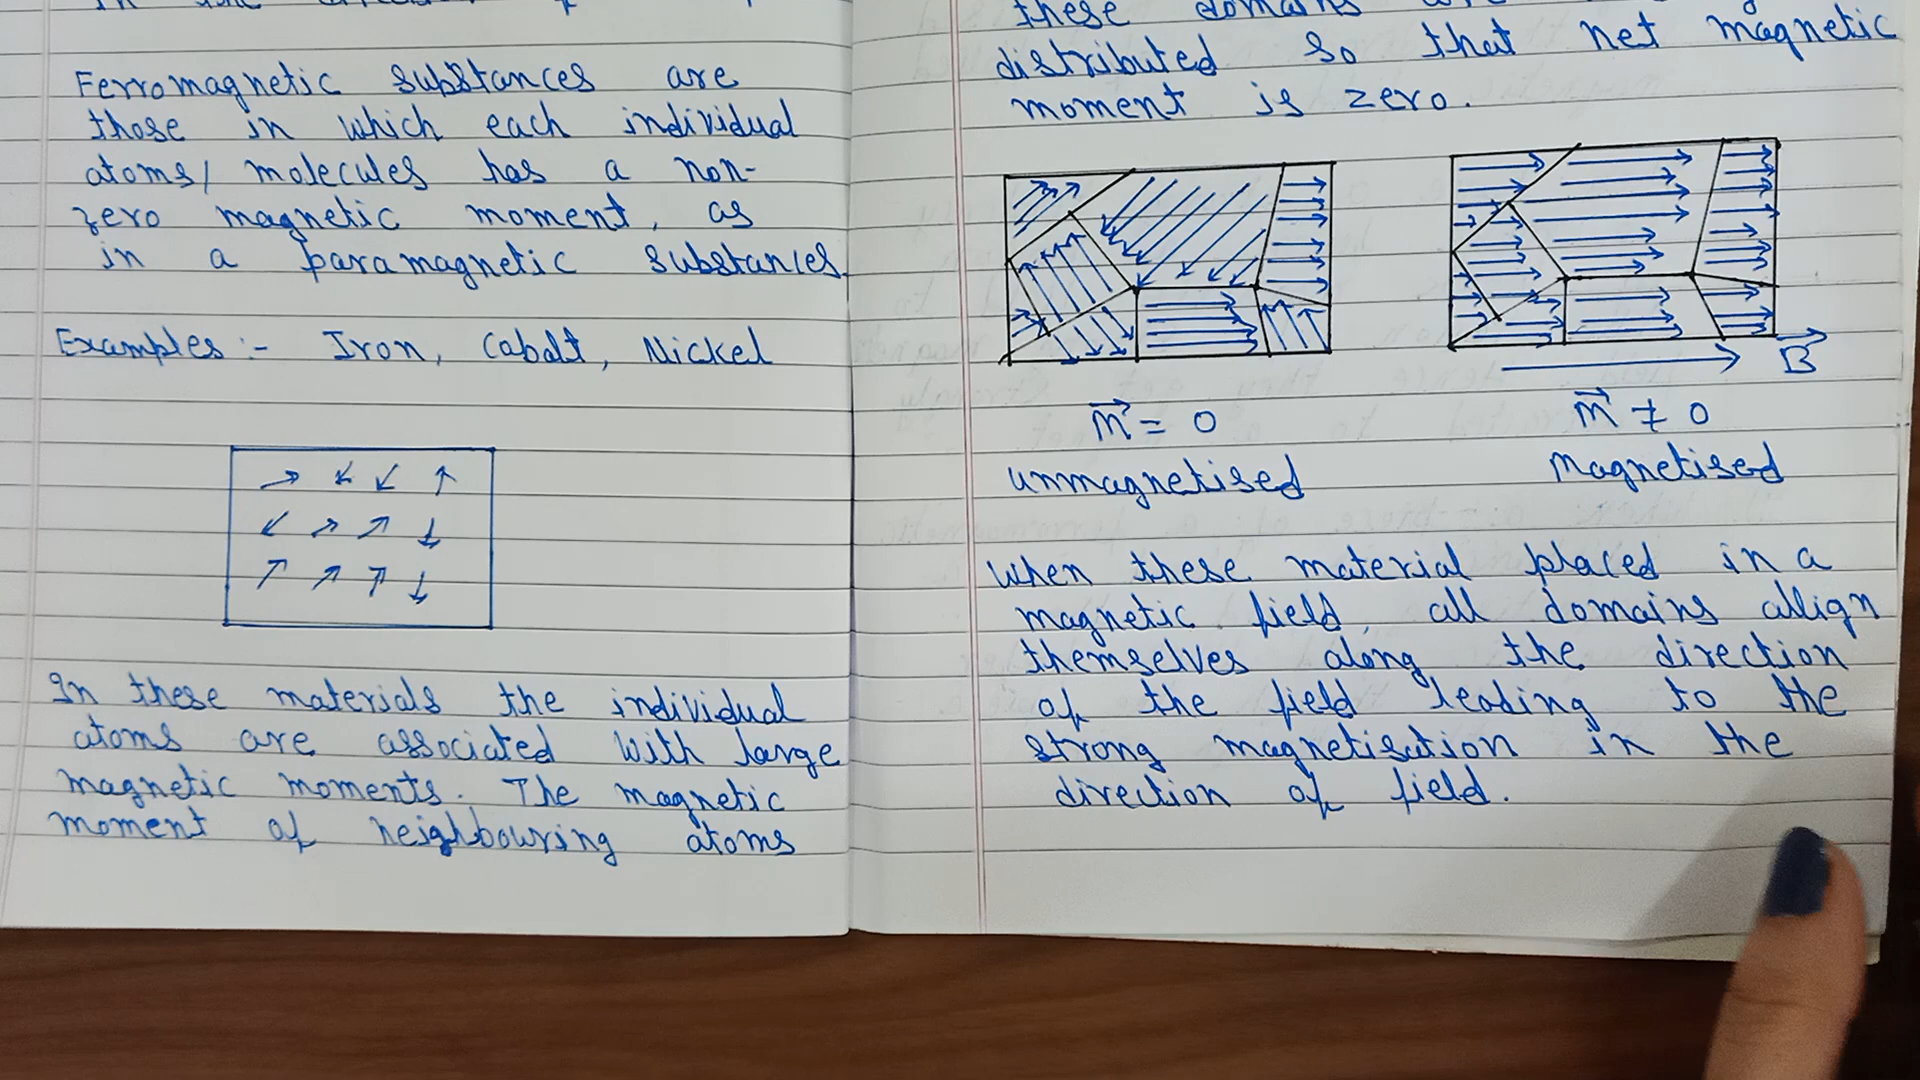 Ferromagnetic substances are
those in which each individual
atoms/ molecules has a non-
zero magnetic moment, as
in a paramagnetic substances.
Examples :- Iron, Cobalt, Nickel
In these materials the individual
atoms are associated with large
magnetic moments. The magnetic
moment of neighbouring atoms
these domains
distributed so that net magnetic
moment is zero.
B
m = 0
m ≠ 0
unmagnetised
Magnetised
When these material placed in a
magnetic field, all domains allign
themselves along the direction
of the field leading to the
strong magnetisation in the
direction of field.